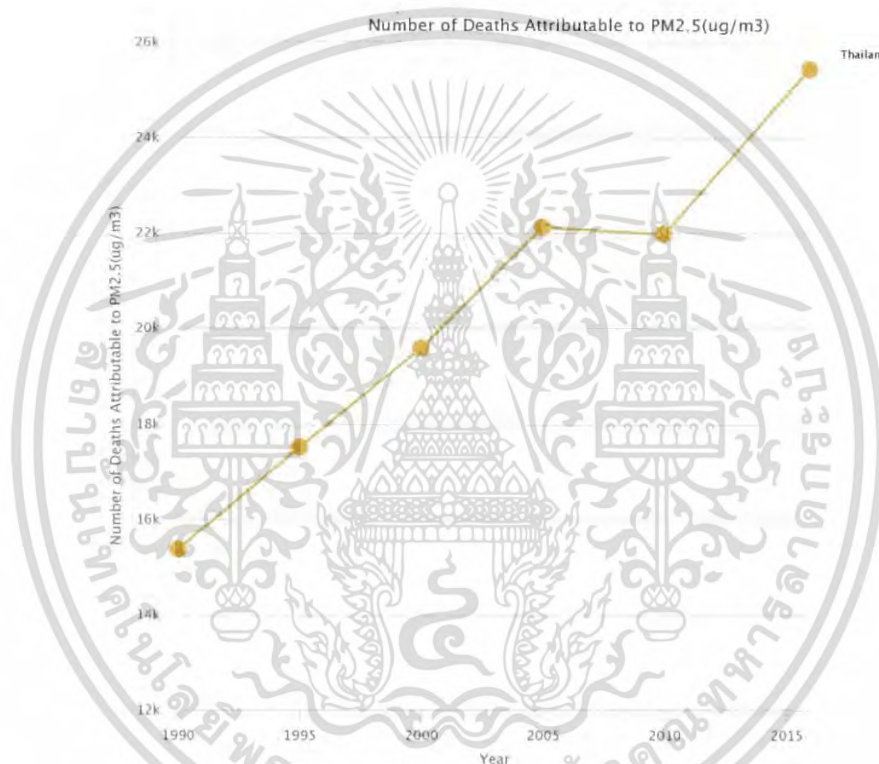 Number of Deaths Attributable to PM2.5(ug/m3)
Thailan
Number of Deaths Attributable to PM2.5(ug/m3)
26k
24k
22k
20k
18k
16k
14k
12k
1990
1995
2000
2005
2010
2015
Year